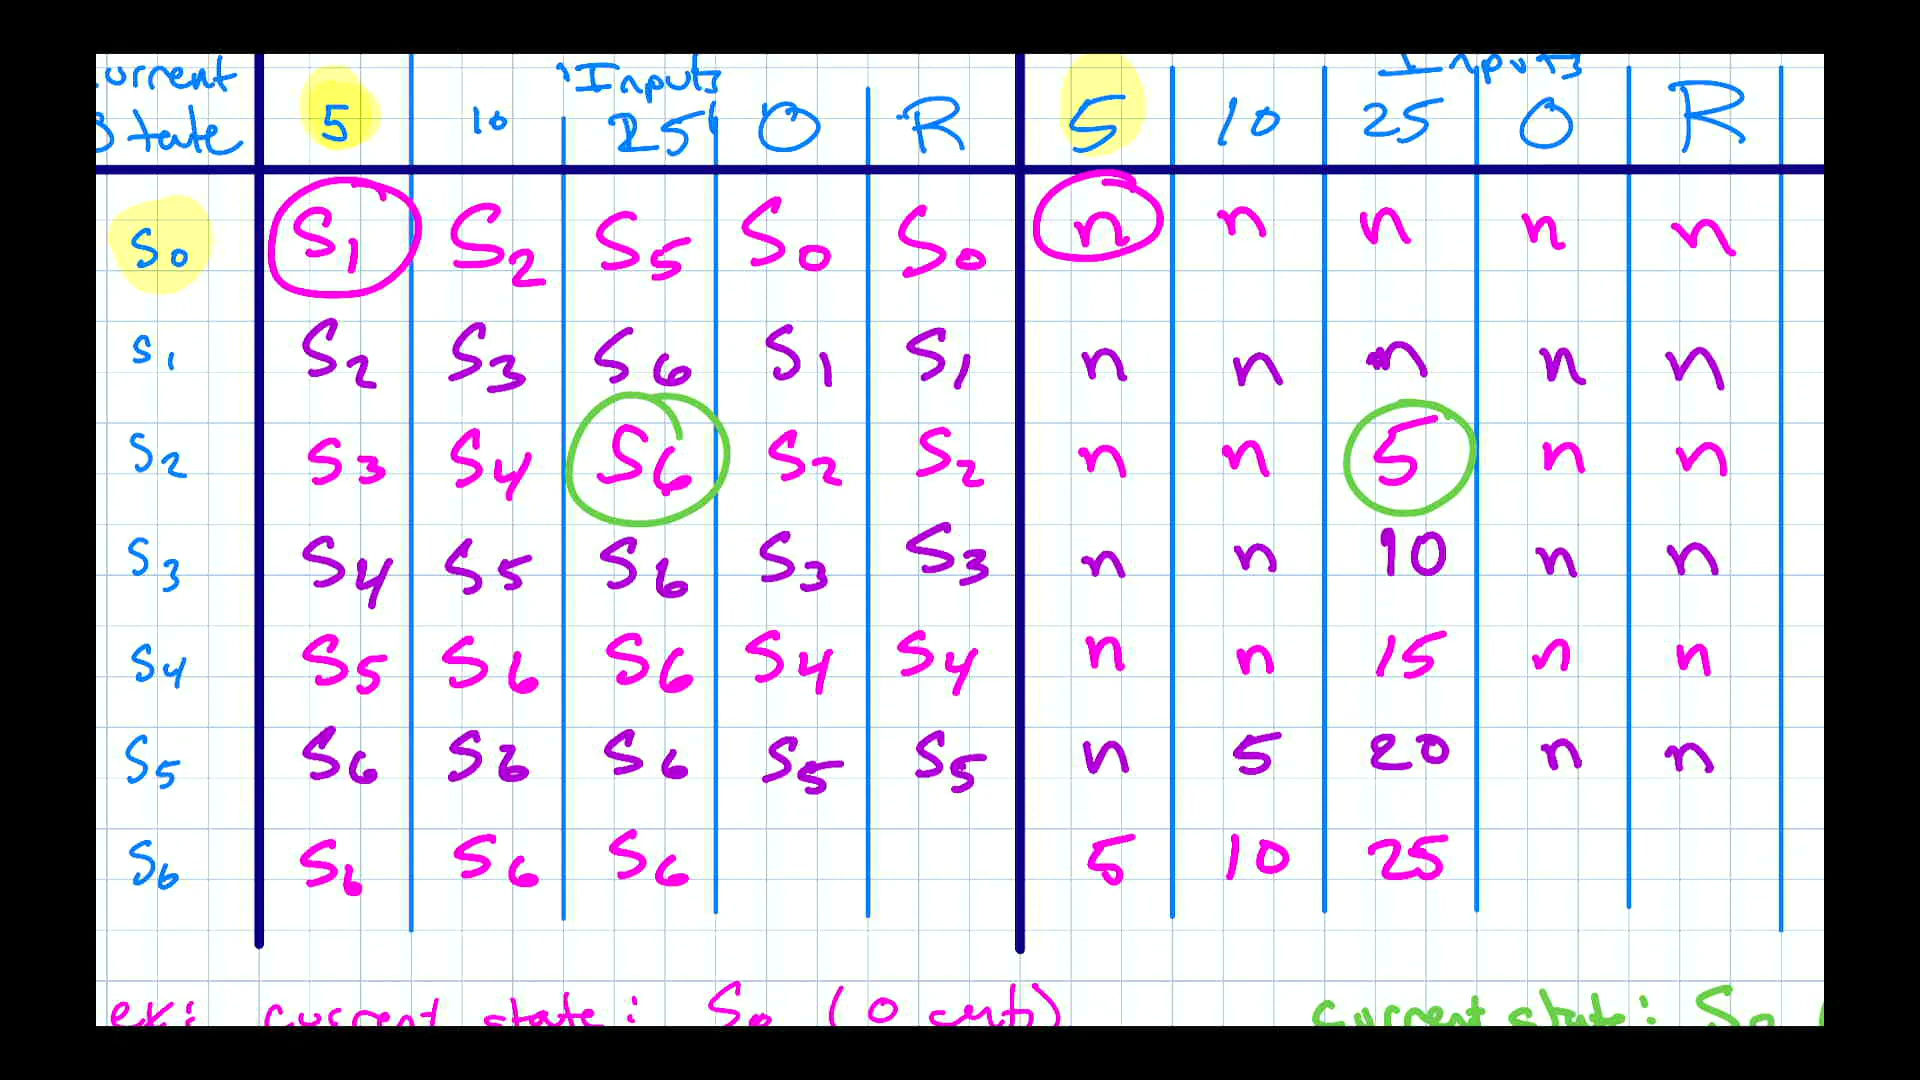 urrent Inputs Inputs
State 5 10 25 O R 5 10 25 O R
S0 S1 S2 S5 S0 S0 n n n n n
S1 S2 S3 S6 S1 S1 n n n n n
S2 S3 S4 S6 S2 S2 n n 5 n n
S3 S4 S5 S6 S3 S3 n n 10 n n
S4 S5 S6 S6 S4 S4 n n 15 n n
S5 S6 S6 S6 S5 S5 n 5 20 n n
S6 S6 S6 S6 5 10 25
ex: current state: S0 (0 cents) current state: S2 (